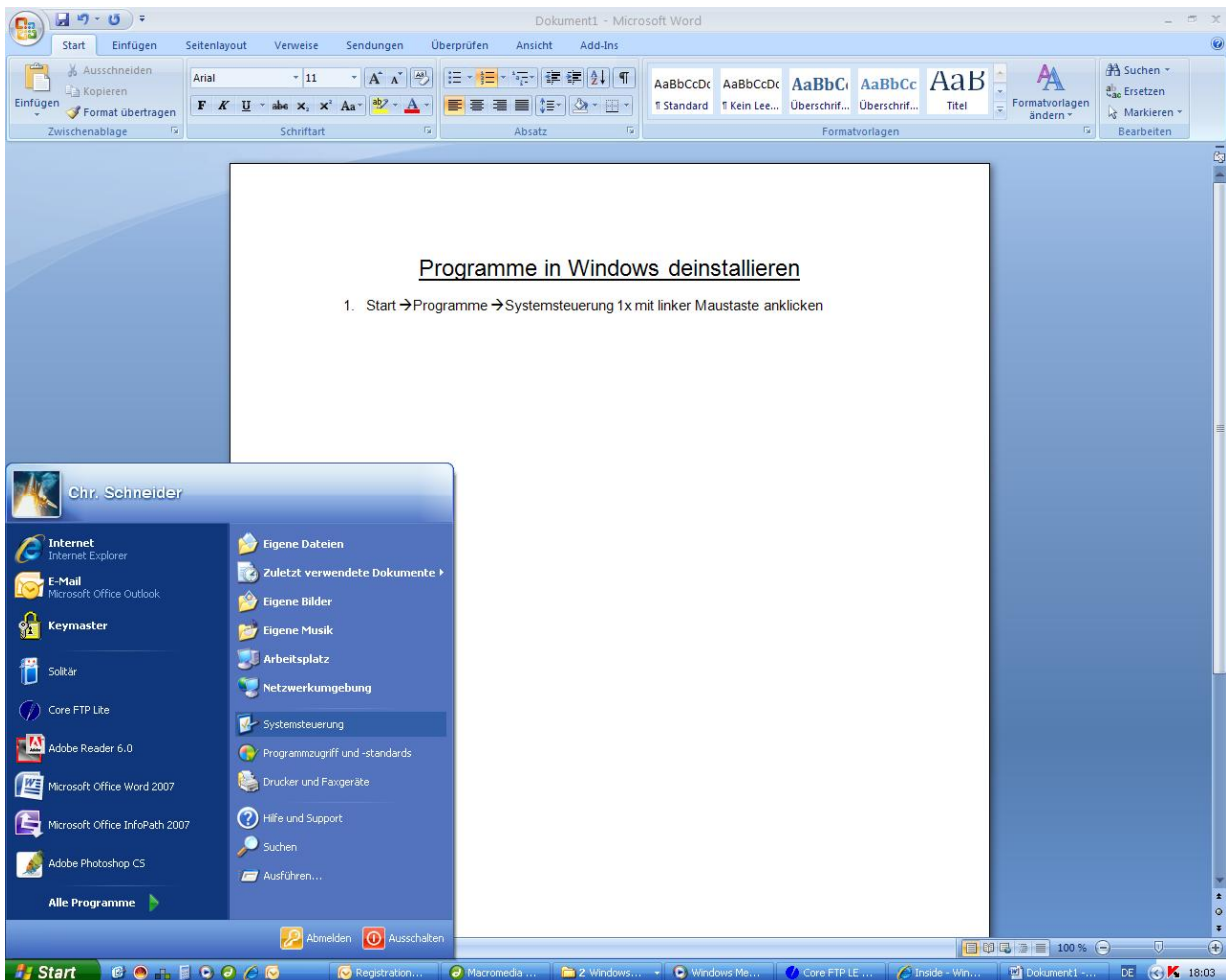 Dokument1 - Microsoft Word
Start Einfügen Seitenlayout Verweise Sendungen Überprüfen Ansicht Add-Ins
Einfügen
Ausschneiden
Kopieren
Format übertragen
Zwischenablage
Arial 11
F K U abe x₂ x² Aa
Schriftart
Absatz
AaBbCcDc AaBbCcDc AaBbC AaBbCc AaB
¶ Standard ¶ Kein Lee... Überschrif... Überschrif... Titel
Formatvorlagen ändern
Formatvorlagen
Suchen
Ersetzen
Markieren
Bearbeiten
Programme in Windows deinstallieren
1. Start →Programme →Systemsteuerung 1x mit linker Maustaste anklicken
Chr. Schneider
Internet
Internet Explorer
E-Mail
Microsoft Office Outlook
Keymaster
Solitär
Core FTP Lite
Adobe Reader 6.0
Microsoft Office Word 2007
Microsoft Office InfoPath 2007
Adobe Photoshop CS
Alle Programme
Eigene Dateien
Zuletzt verwendete Dokumente
Eigene Bilder
Eigene Musik
Arbeitsplatz
Netzwerkumgebung
Systemsteuerung
Programmzugriff und -standards
Drucker und Faxgeräte
Hilfe und Support
Suchen
Ausführen...
Abmelden Ausschalten
100 %
Start Registration... Macromedia ... 2 Windows... Windows Me... Core FTP LE ... Inside - Win... Dokument1 -... DE 18:03